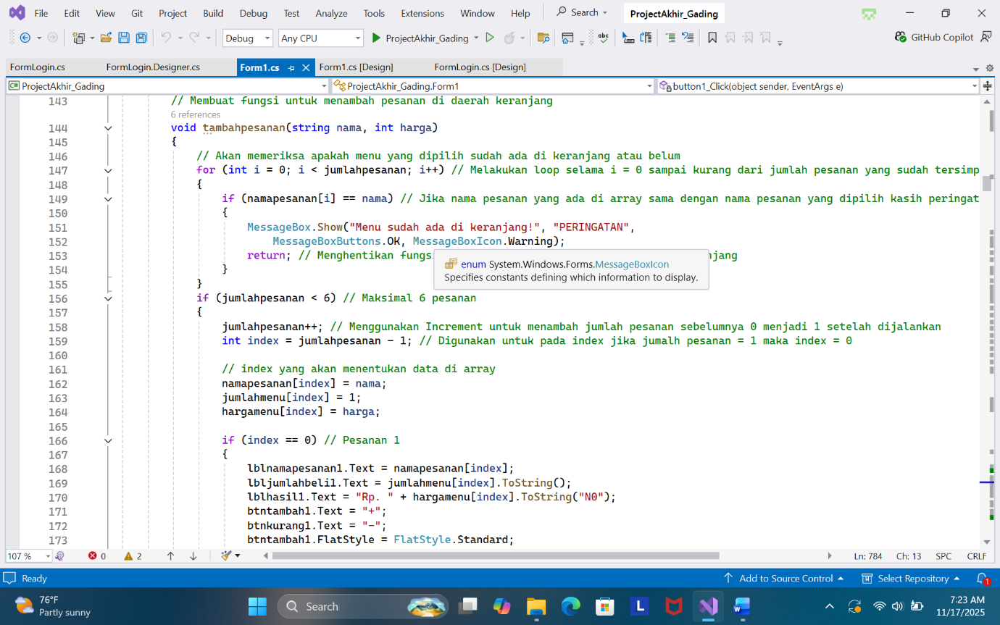 File Edit View Git Project Build Debug Test Analyze Tools Extensions Window Help Search ProjectAkhir_Gading
Debug Any CPU ProjectAkhir_Gading abc GitHub Copilot
FormLogin.cs FormLogin.Designer.cs Form1.cs Form1.cs [Design] FormLogin.cs [Design]
C# ProjectAkhir_Gading ProjectAkhir_Gading.Form1 button1_Click(object sender, EventArgs e)
143 // Membuat fungsi untuk menambah pesanan di daerah keranjang
6 references
144 void tambahpesanan(string nama, int harga)
145 {
146 // Akan memeriksa apakah menu yang dipilih sudah ada di keranjang atau belum
147 for (int i = 0; i < jumlahpesanan; i++) // Melakukan loop selama i = 0 sampai kurang dari jumlah pesanan yang sudah tersimp
148 {
149 if (namapesanan[i] == nama) // Jika nama pesanan yang ada di array sama dengan nama pesanan yang dipilih kasih peringat
150 {
151 MessageBox.Show("Menu sudah ada di keranjang!", "PERINGATAN",
152 MessageBoxButtons.OK, MessageBoxIcon.Warning);
153 return; // Menghentikan fungsi njang
enum System.Windows.Forms.MessageBoxIcon
Specifies constants defining which information to display.
154 }
155 }
156 if (jumlahpesanan < 6) // Maksimal 6 pesanan
157 {
158 jumlahpesanan++; // Menggunakan Increment untuk menambah jumlah pesanan sebelumnya 0 menjadi 1 setelah dijalankan
159 int index = jumlahpesanan - 1; // Digunakan untuk pada index jika jumalh pesanan = 1 maka index = 0
160
161 // index yang akan menentukan data di array
162 namapesanan[index] = nama;
163 jumlahmenu[index] = 1;
164 hargamenu[index] = harga;
165
166 if (index == 0) // Pesanan 1
167 {
168 lblnamapesanan1.Text = namapesanan[index];
169 lbljumlahbeli1.Text = jumlahmenu[index].ToString();
170 lblhasil1.Text = "Rp. " + hargamenu[index].ToString("N0");
171 btntambah1.Text = "+";
172 btnkurang1.Text = "-";
173 btntambah1.FlatStyle = FlatStyle.Standard;
107 % 0 2 Ln: 784 Ch: 13 SPC CRLF
Ready Add to Source Control Select Repository 1
76°F
Partly sunny
Search
L
W
7:23 AM
11/17/2025